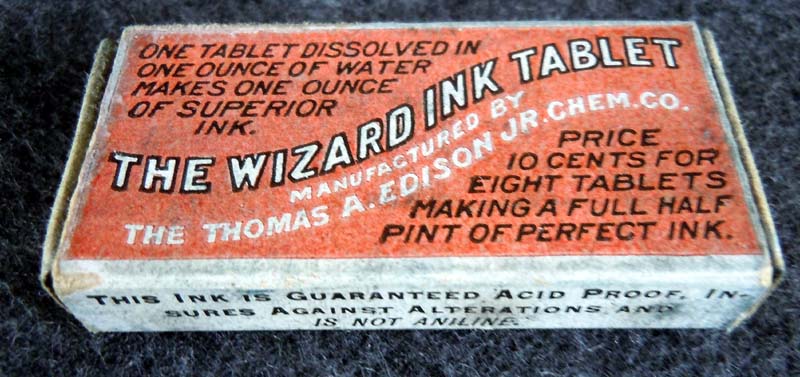 ONE TABLET DISSOLVED IN
ONE OUNCE OF WATER
MAKES ONE OUNCE
OF SUPERIOR
INK.
THE WIZARD INK TABLET
MANUFACTURED BY
THE THOMAS A. EDISON JR. CHEM. CO.
PRICE
10 CENTS FOR
EIGHT TABLETS
MAKING A FULL HALF
PINT OF PERFECT INK.
THIS INK IS GUARANTEED ACID PROOF, IN-
SURES AGAINST ALTERATIONS AND
IS NOT ANILINE.